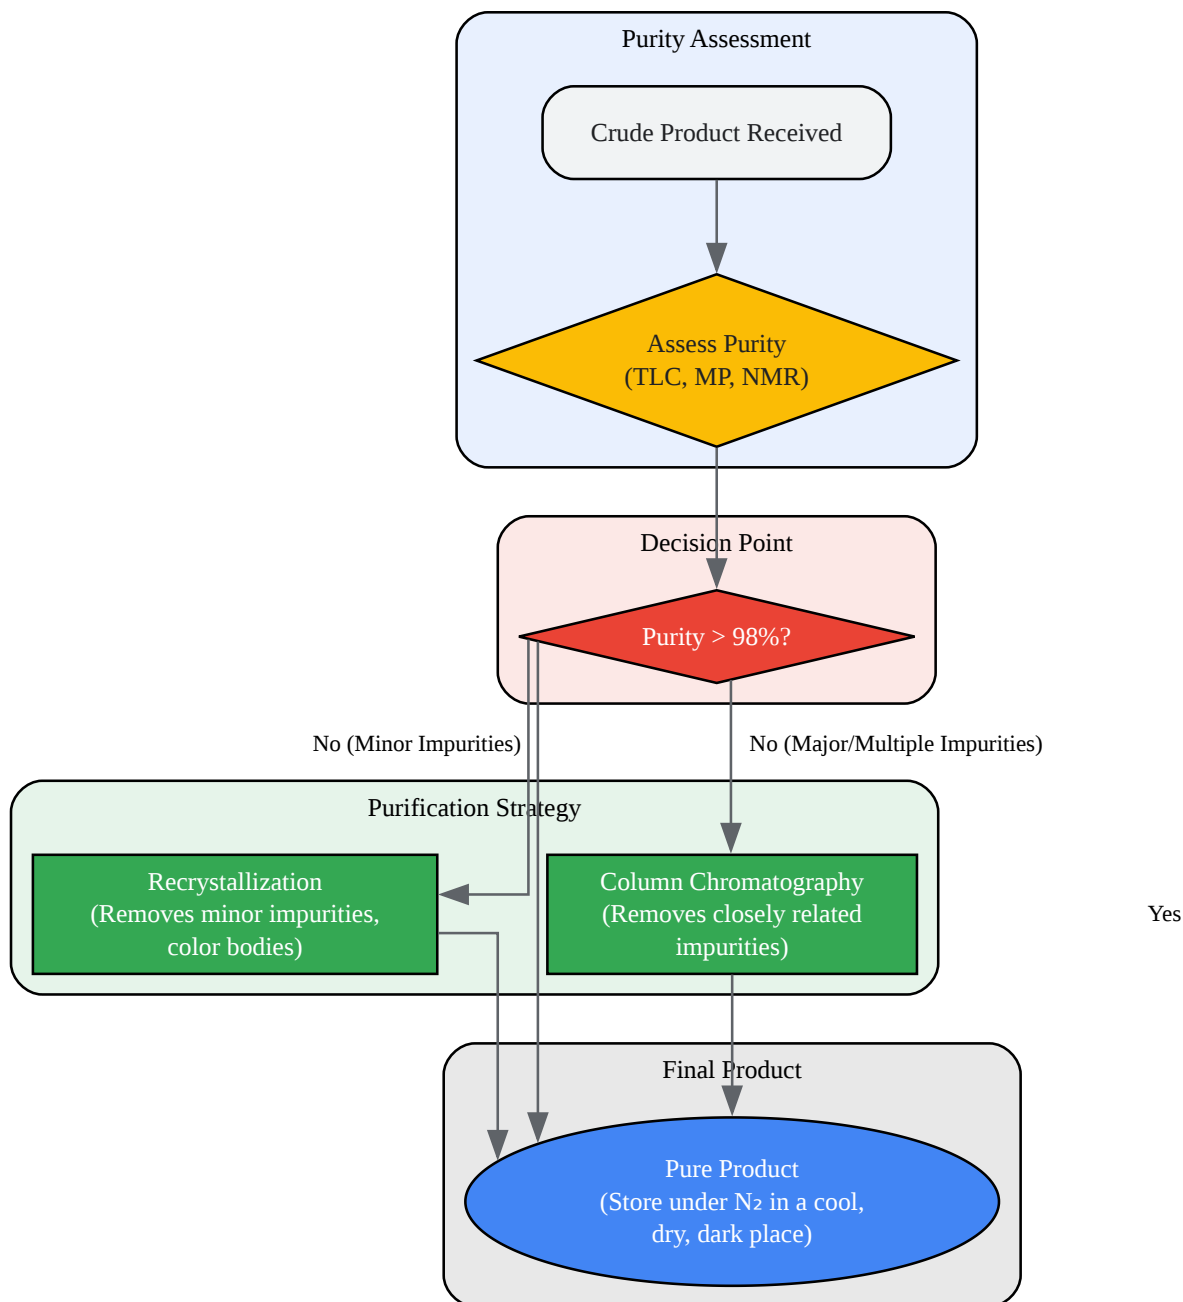 Purity Assessment
Crude Product Received
Assess Purity
(TLC, MP, NMR)
Decision Point
Purity > 98%?
No (Minor Impurities)
No (Major/Multiple Impurities)
Purification Strategy
Recrystallization
(Removes minor impurities,
color bodies)
Column Chromatography
(Removes closely related
impurities)
Yes
Final Product
Pure Product
(Store under N₂ in a cool,
dry, dark place)